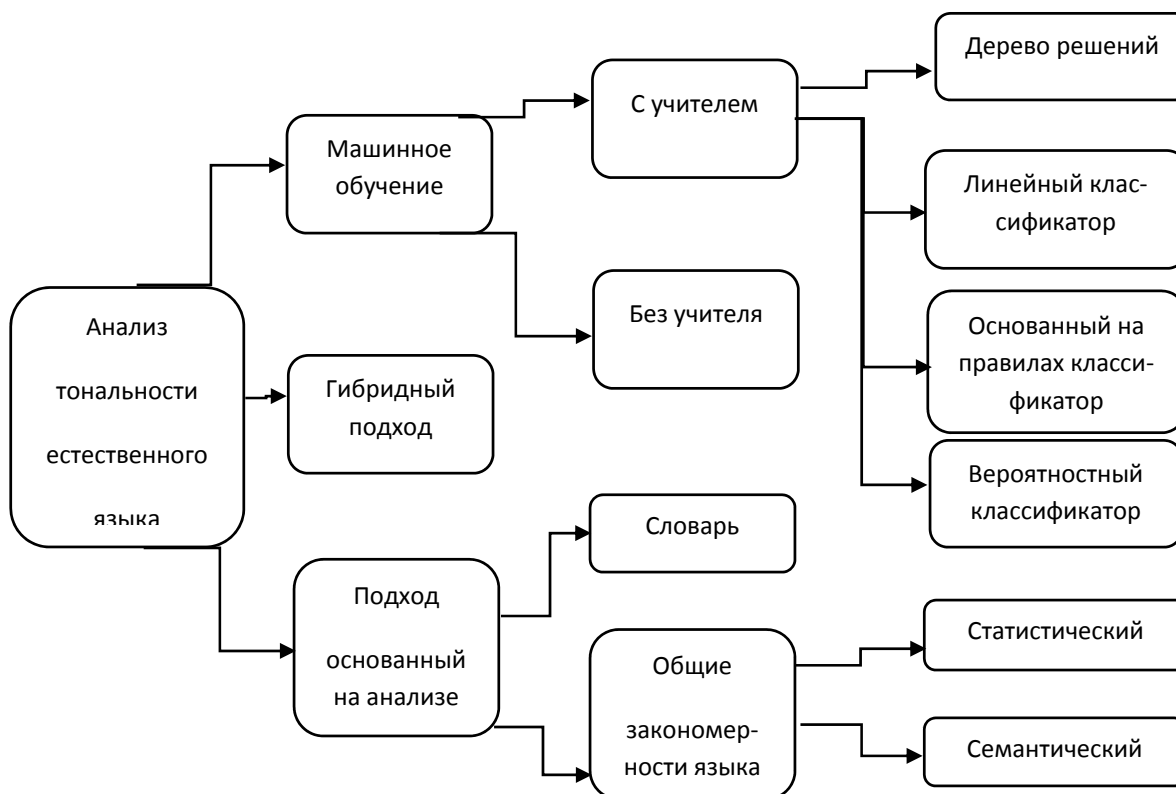 Дерево решений
С учителем
Машинное
обучение
Линейный клас-
сификатор
Без учителя
Анализ
тональности
естественного
языка
Основанный на
правилах класси-
фикатор
Гибридный
подход
Вероятностный
классификатор
Словарь
Подход
основанный
на анализе
Статистический
Общие
закономер-
ности языка
Семантический